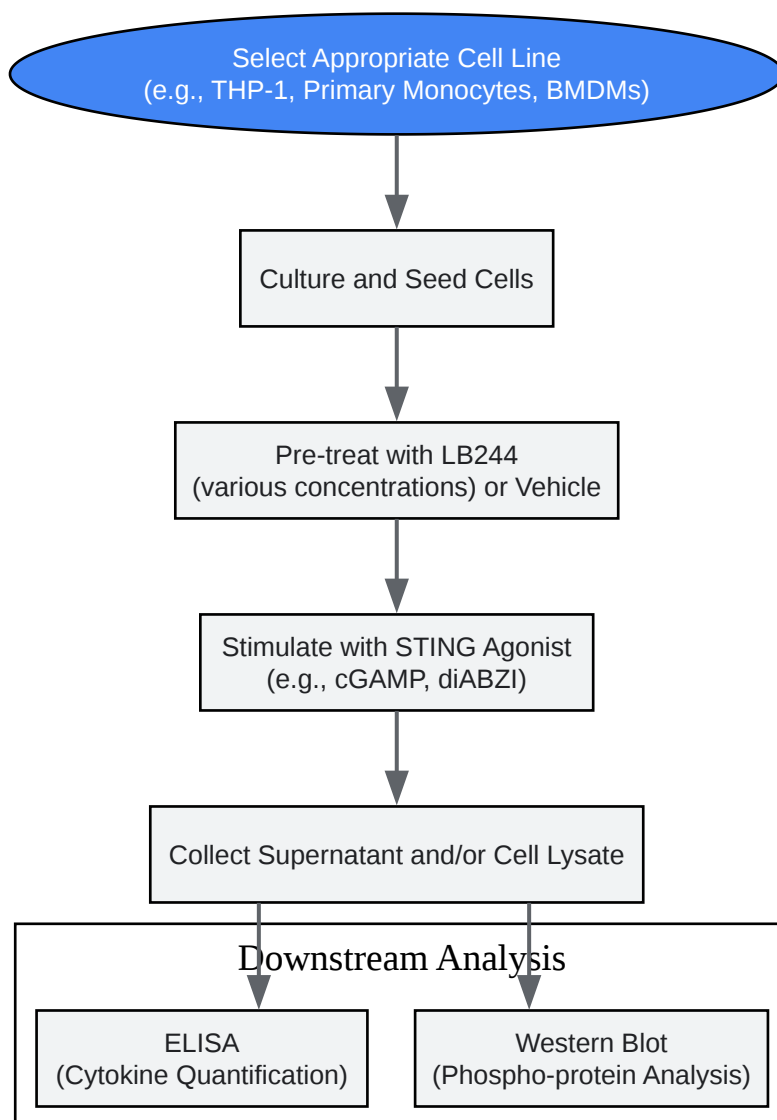 Select Appropriate Cell Line
(e.g., THP-1, Primary Monocytes, BMDMs)
Culture and Seed Cells
Pre-treat with LB244
(various concentrations) or Vehicle
Stimulate with STING Agonist
(e.g., cGAMP, diABZI)
Collect Supernatant and/or Cell Lysate
Downstream Analysis
ELISA
(Cytokine Quantification)
Western Blot
(Phospho-protein Analysis)